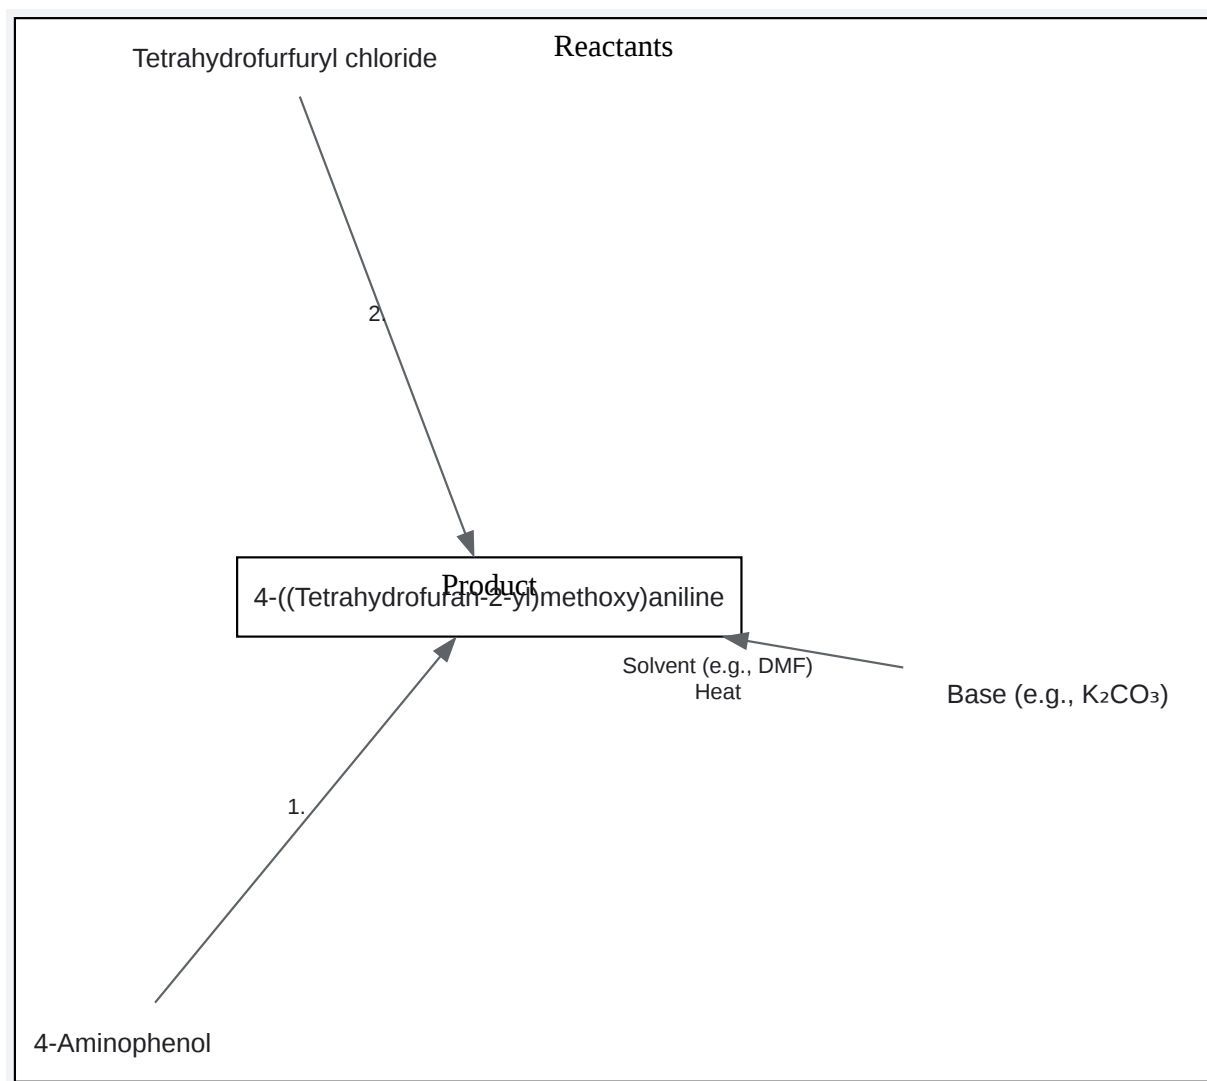 Reactants
Tetrahydrofurfuryl chloride
2.
Product
4-((Tetrahydrofuran-2-yl)methoxy)aniline
Solvent (e.g., DMF)
Heat
Base (e.g., K₂CO₃)
1.
4-Aminophenol